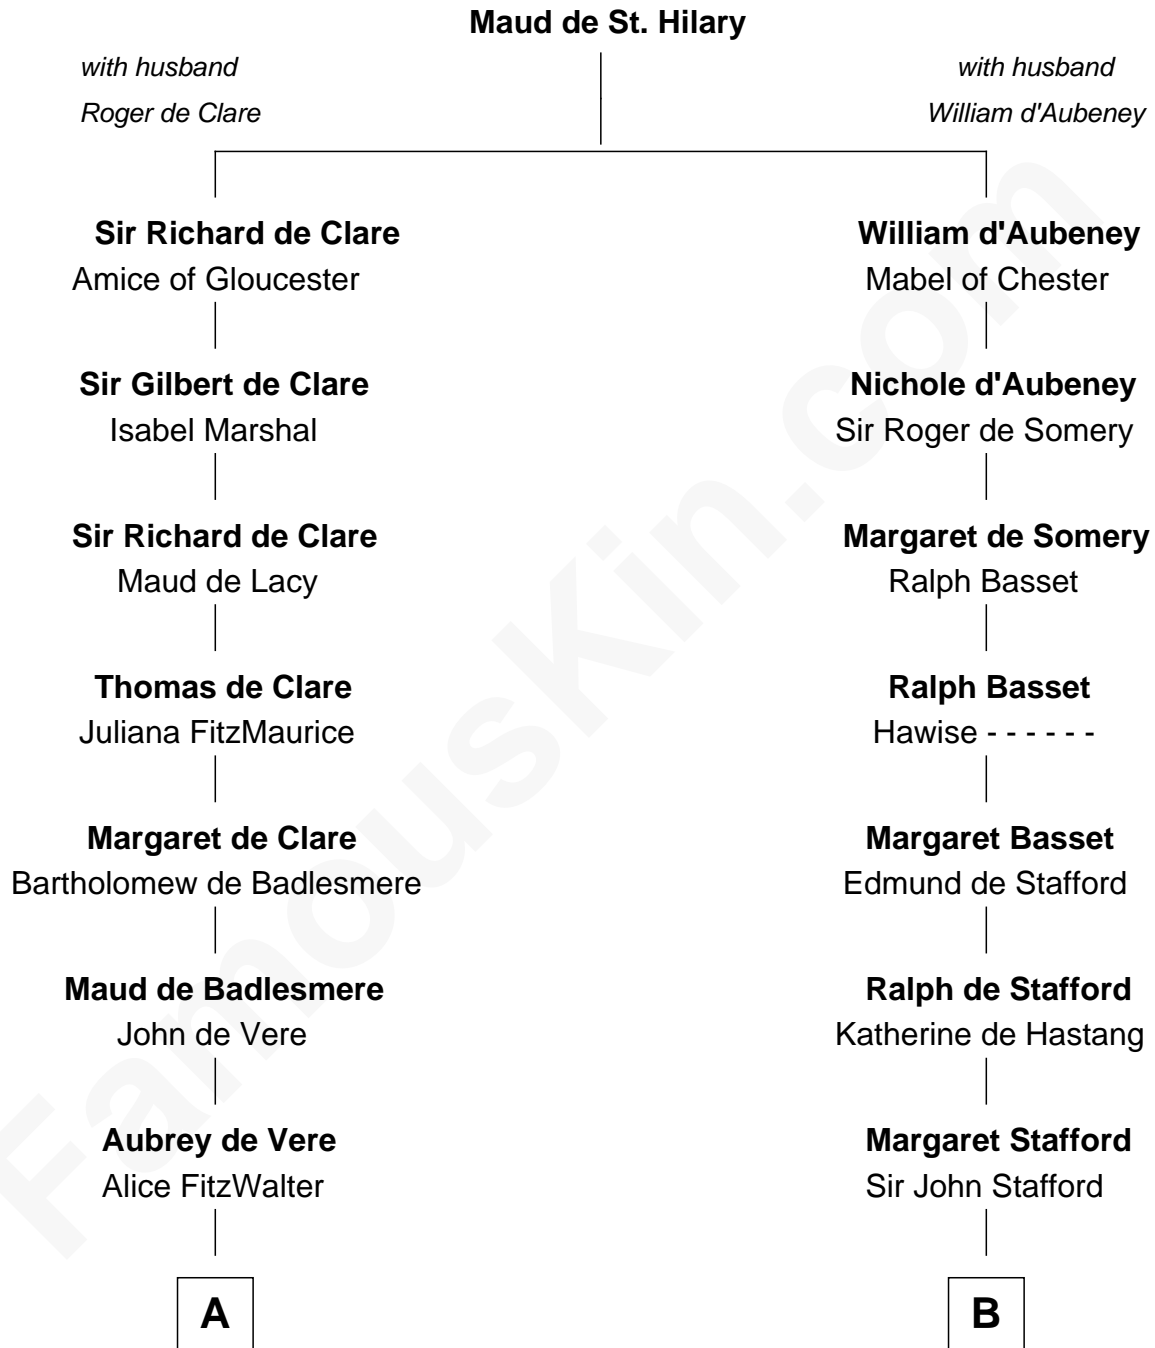 Maud de St. Hilary
with husband
Roger de Clare
with husband
William d'Aubeney
Sir Richard de Clare
Amice of Gloucester
William d'Aubeney
Mabel of Chester
Sir Gilbert de Clare
Isabel Marshal
Nichole d'Aubeney
Sir Roger de Somery
Sir Richard de Clare
Maud de Lacy
Margaret de Somery
Ralph Basset
Thomas de Clare
Juliana FitzMaurice
Ralph Basset
Hawise - - - - - -
Margaret de Clare
Bartholomew de Badlesmere
Margaret Basset
Edmund de Stafford
Maud de Badlesmere
John de Vere
Ralph de Stafford
Katherine de Hastang
Aubrey de Vere
Alice FitzWalter
Margaret Stafford
Sir John Stafford
A
B
FamousKin.com